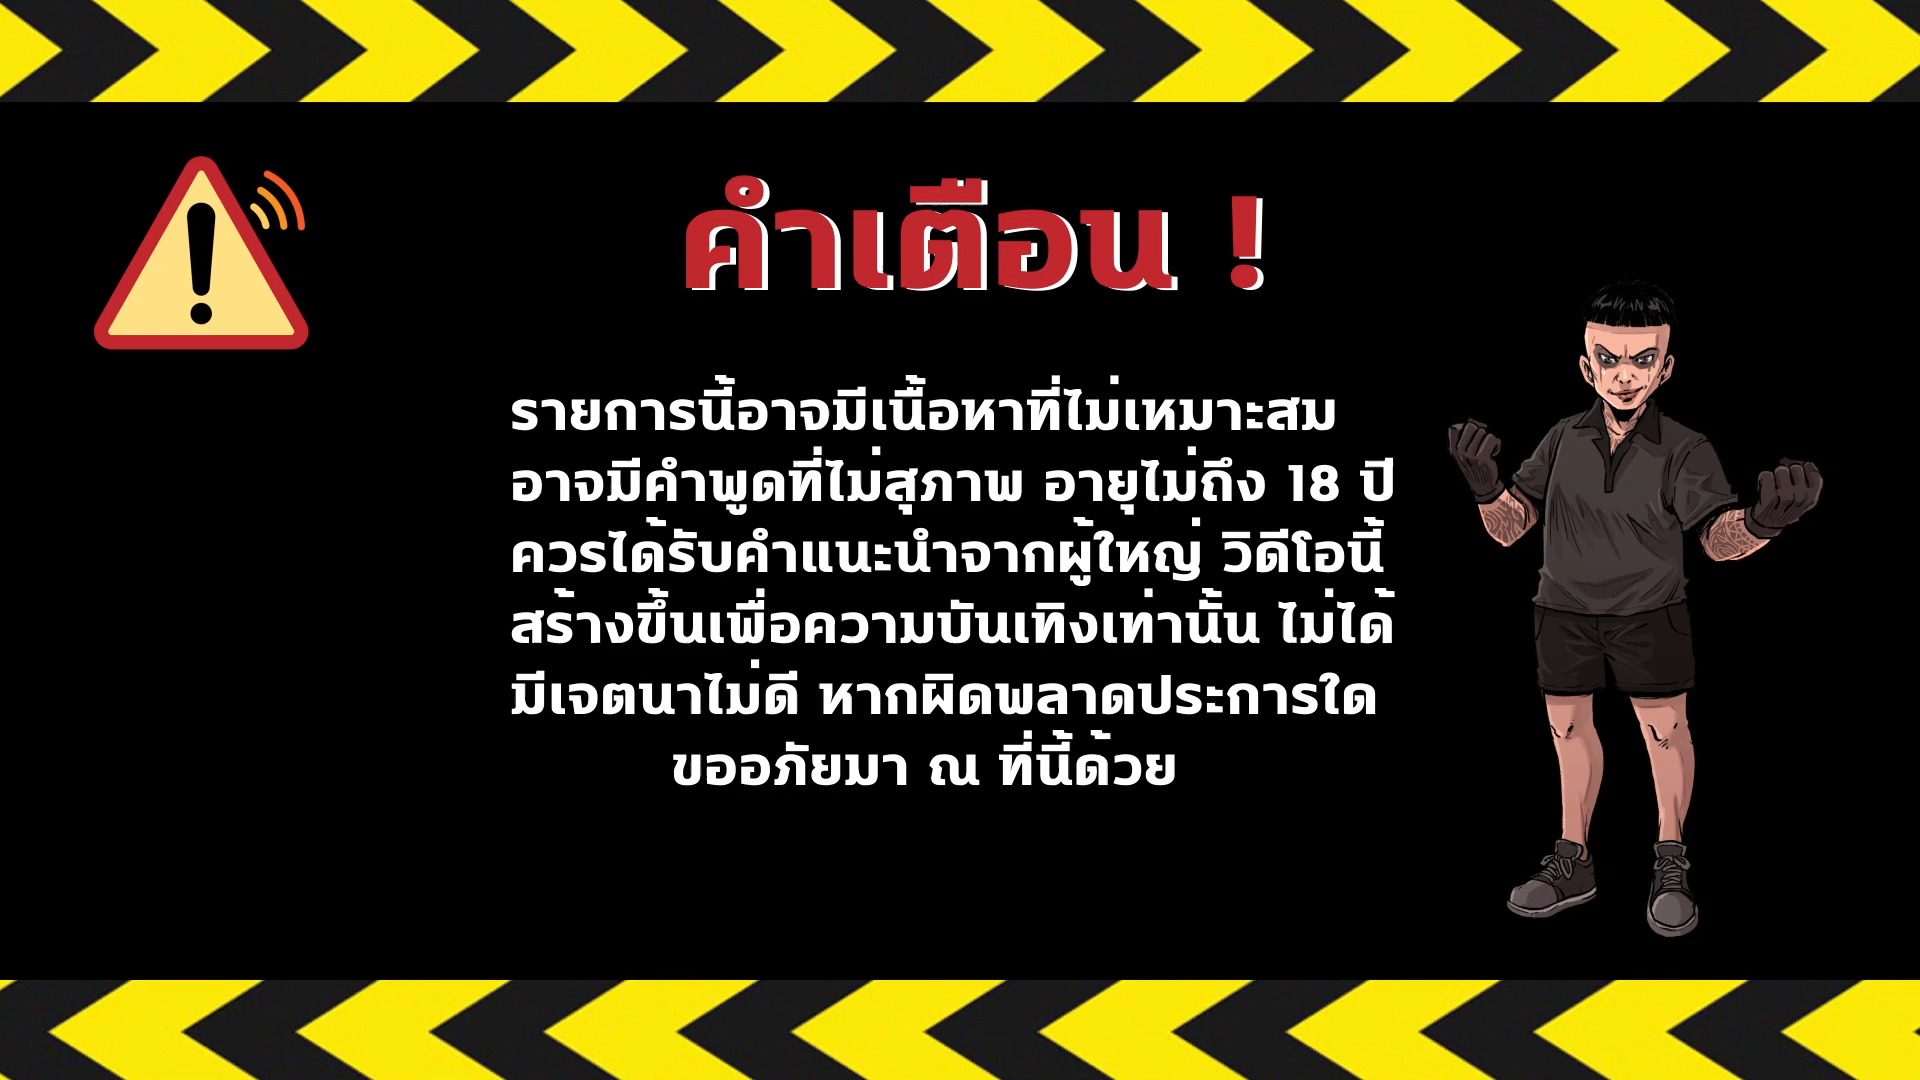 คำเตือน !
รายการนี้อาจมีเนื้อหาที่ไม่เหมาะสม
อาจมีคำพูดที่ไม่สุภาพ อายุไม่ถึง 18 ปี
ควรได้รับคำแนะนำจากผู้ใหญ่ วิดีโอนี้
สร้างขึ้นเพื่อความบันเทิงเท่านั้น ไม่ได้
มีเจตนาไม่ดี หากผิดพลาดประการใด
ขออภัยมา ณ ที่นี้ด้วย